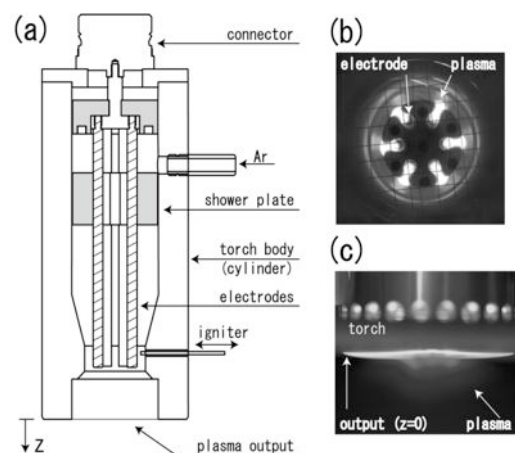 (a)
connector
Ar
shower plate
torch body
(cylinder)
electrodes
igniter
Z
plasma output
(b)
electrode
plasma
(c)
torch
output (z=0)
plasma